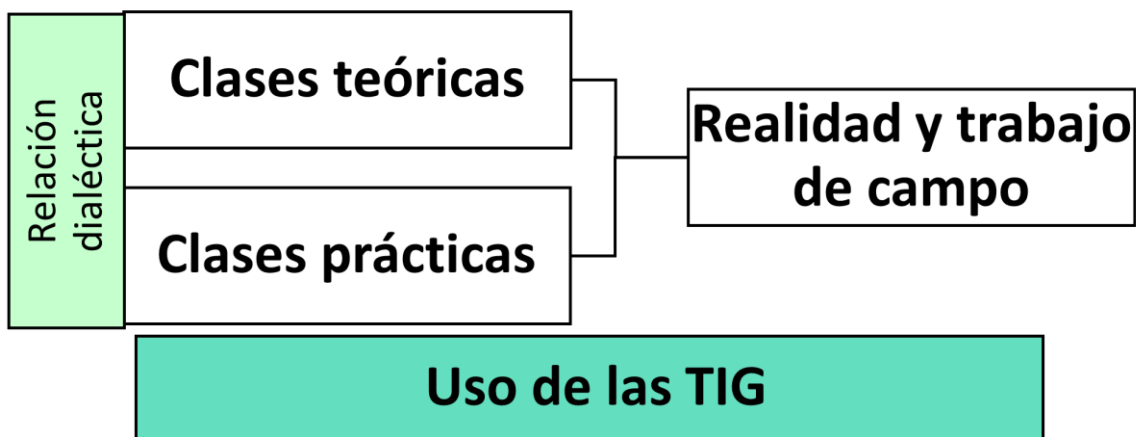 Relación
dialéctica
Clases teóricas
Clases prácticas
Realidad y trabajo
de campo
Uso de las TIG